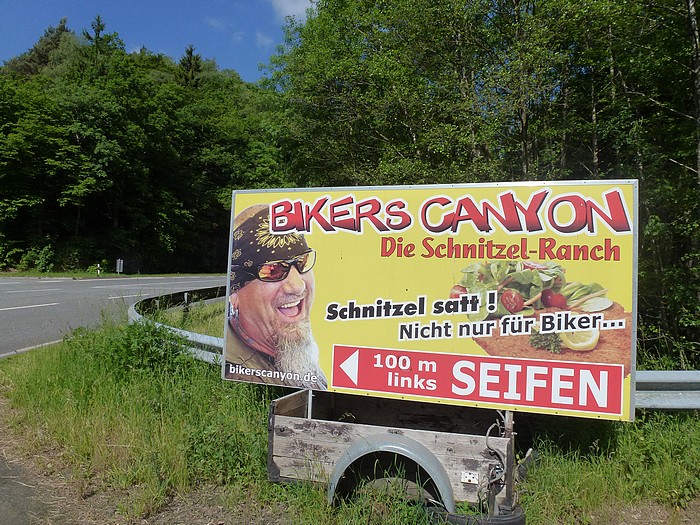 BIKERS CANYON
Die Schnitzel-Ranch
Schnitzel satt !
Nicht nur für Biker...
bikerscanyon.de
100 m
links
SEIFEN